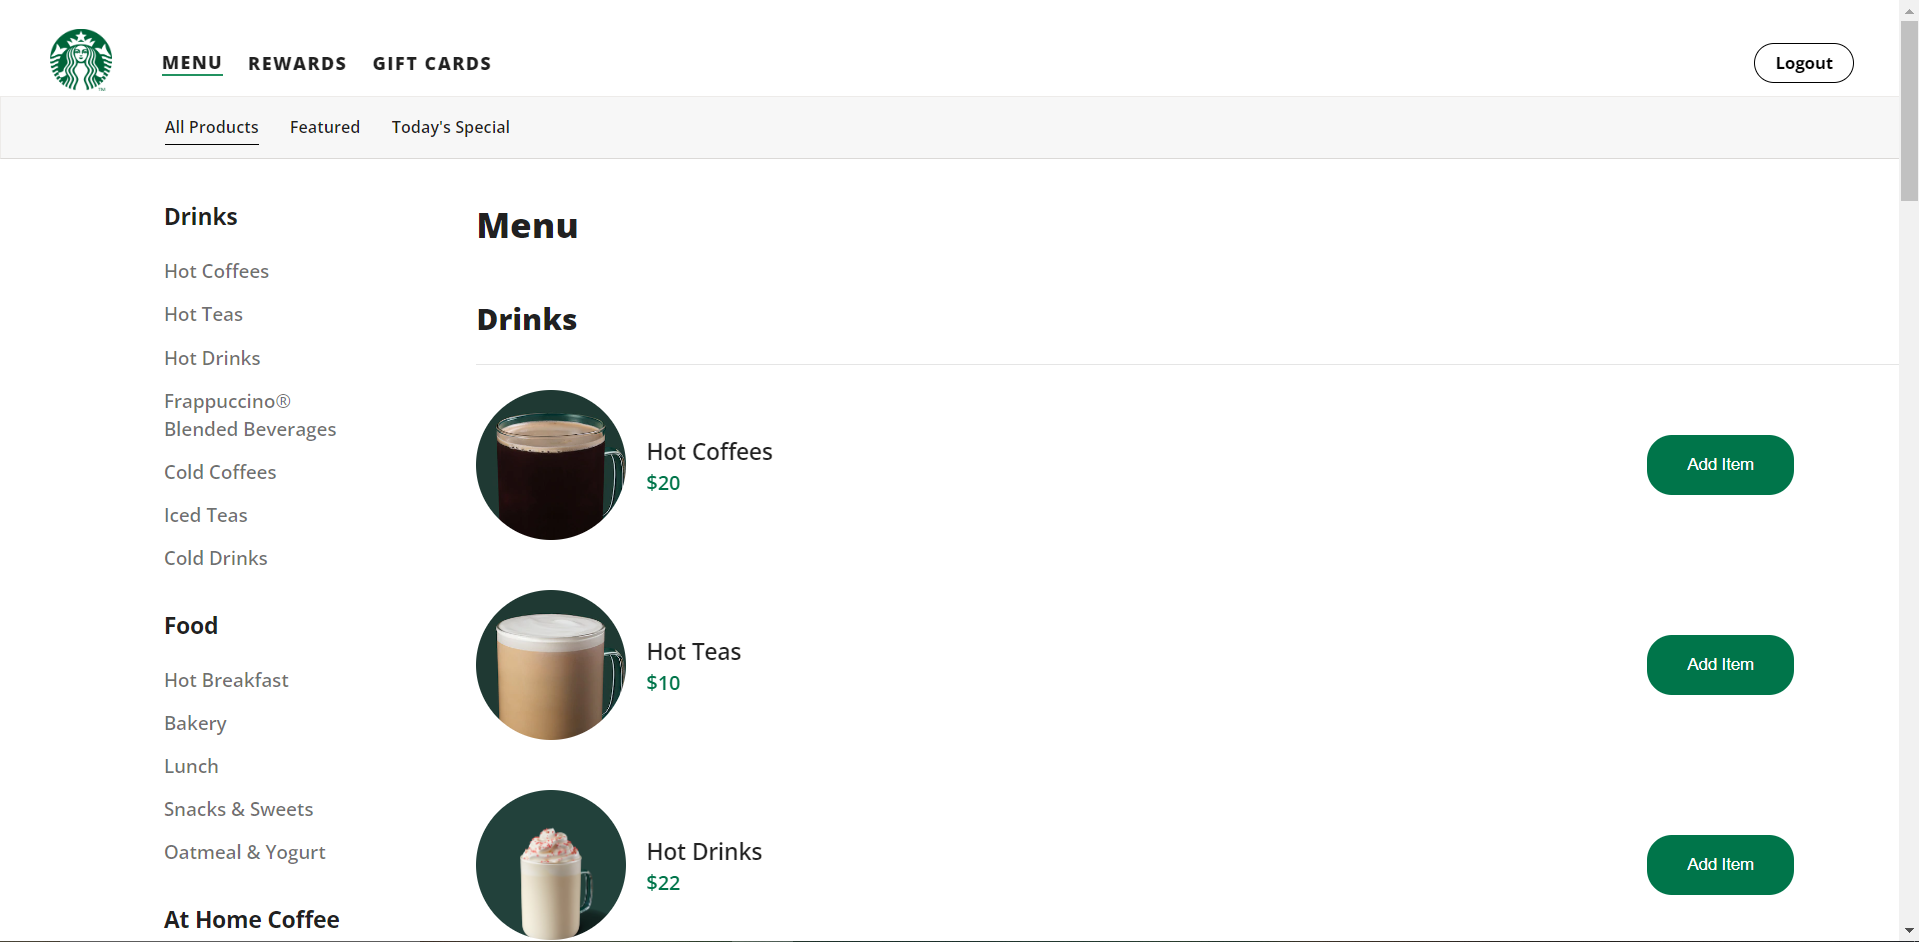 MENU REWARDS GIFT CARDS Logout
TM
All Products Featured Today's Special
Drinks
Hot Coffees
Hot Teas
Hot Drinks
Frappuccino®
Blended Beverages
Cold Coffees
Iced Teas
Cold Drinks
Food
Hot Breakfast
Bakery
Lunch
Snacks & Sweets
Oatmeal & Yogurt
At Home Coffee
Menu
Drinks
Hot Coffees
$20
Add Item
Hot Teas
$10
Add Item
Hot Drinks
$22
Add Item